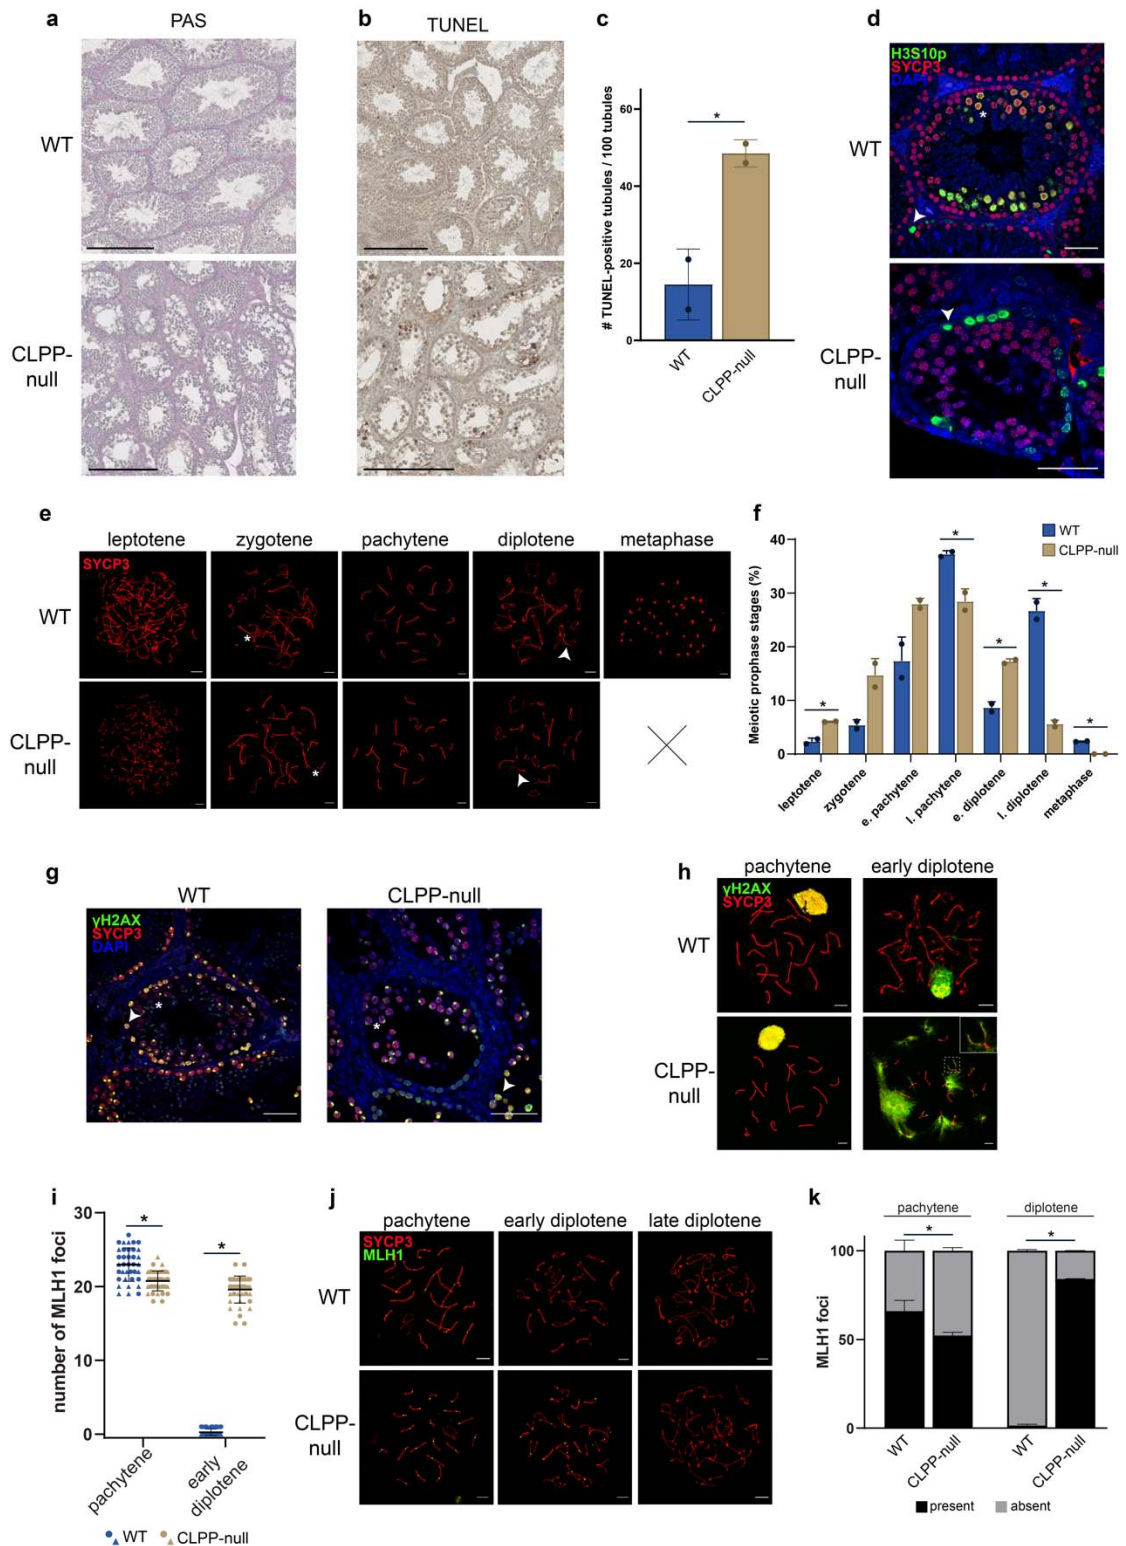 a
PAS
WT
CLPP-
null
b
TUNEL
c
# TUNEL-positive tubules / 100 tubules
60
40
20
0
*
WT
CLPP-null
d
H3S10p
SYCP3
DAPI
*
WT
CLPP-
null
e
leptotene
zygotene
pachytene
diplotene
metaphase
SYCP3
WT
*
CLPP-
null
*
f
WT
CLPP-null
Meiotic prophase stages (%)
40
30
20
10
0
*
*
*
*
*
leptotene
zygotene
e. pachytene
l. pachytene
e. diplotene
l. diplotene
metaphase
g
WT
CLPP-null
γH2AX
SYCP3
DAPI
*
*
h
pachytene
early diplotene
γH2AX
SYCP3
WT
CLPP-
null
i
number of MLH1 foci
30
20
10
0
*
*
pachytene
early
diplotene
WT
CLPP-null
j
pachytene
early diplotene
late diplotene
SYCP3
MLH1
WT
CLPP-
null
k
pachytene
diplotene
*
*
MLH1 foci
100
50
0
WT
CLPP-null
WT
CLPP-null
present
absent